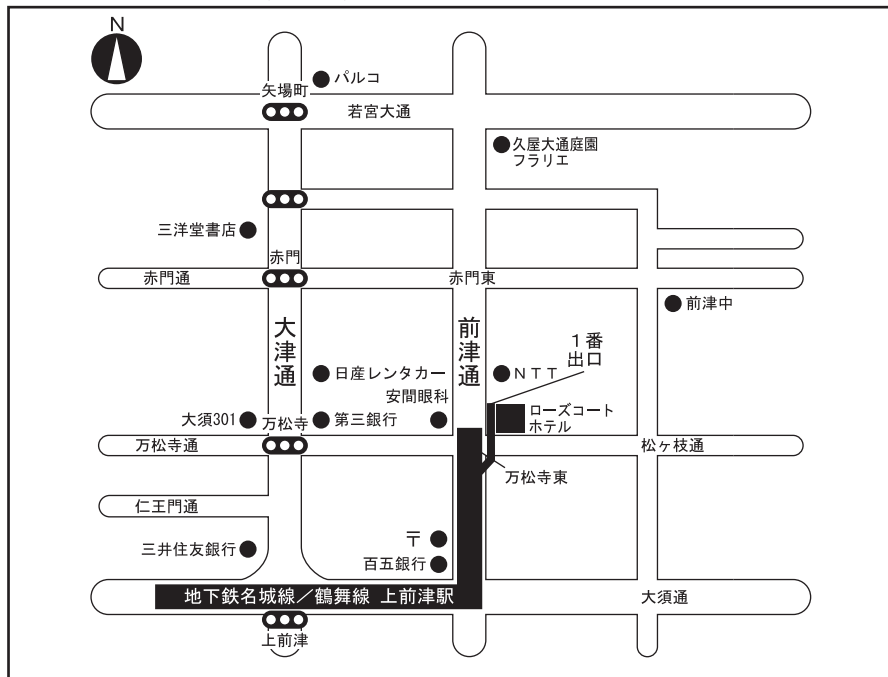 N
パルコ
矢場町
若宮大通
久屋大通庭園
フラリエ
三洋堂書店
赤門
赤門通
赤門東
前津中
大津通
前津通
1番
出口
日産レンタカー
NTT
安間眼科
大須301
万松寺
第三銀行
ローズコート
ホテル
万松寺通
松ヶ枝通
万松寺東
仁王門通
〒
三井住友銀行
百五銀行
地下鉄名城線／鶴舞線 上前津駅
大須通
上前津